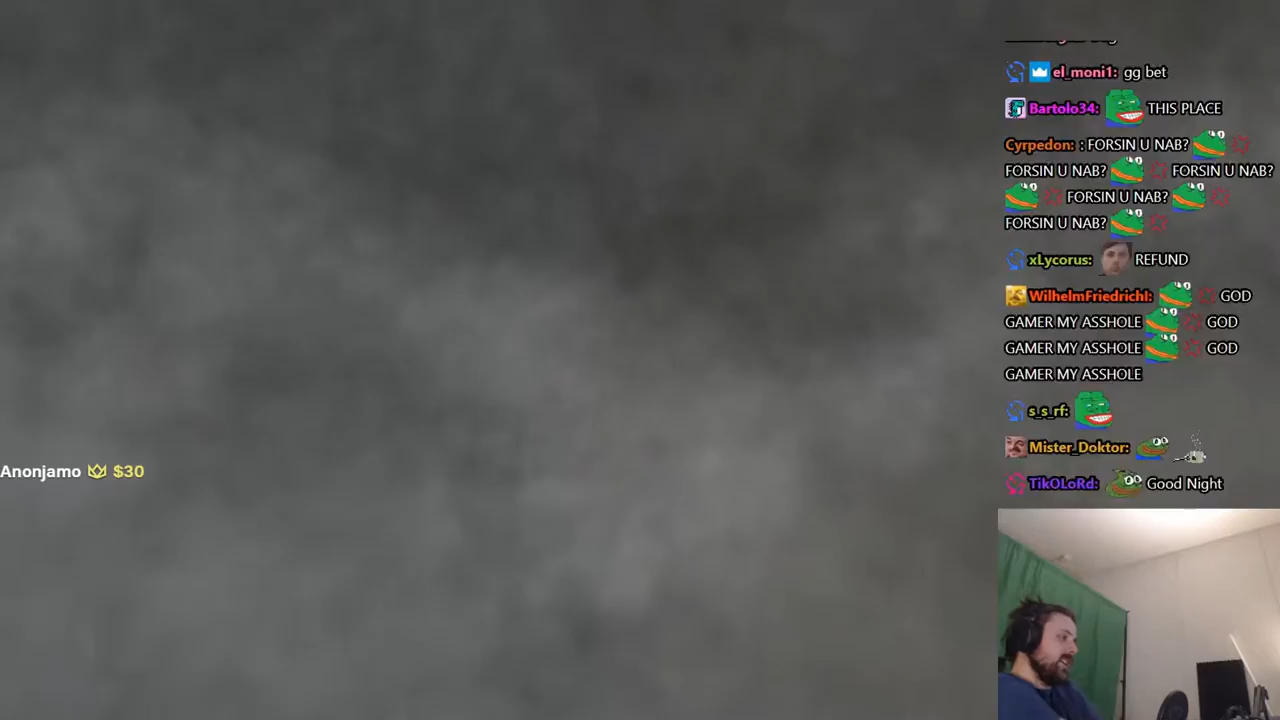 el_moni1: gg bet
Bartolo34: THIS PLACE
Cyrpedon: : FORSIN U NAB?
FORSIN U NAB? FORSIN U NAB?
FORSIN U NAB?
FORSIN U NAB?
xLycorus: REFUND
WilhelmFriedrichI: GOD
GAMER MY ASSHOLE GOD
GAMER MY ASSHOLE GOD
GAMER MY ASSHOLE
s_s_rf:
Mister_Doktor:
TikOLoRd: Good Night
Anonjamo $30